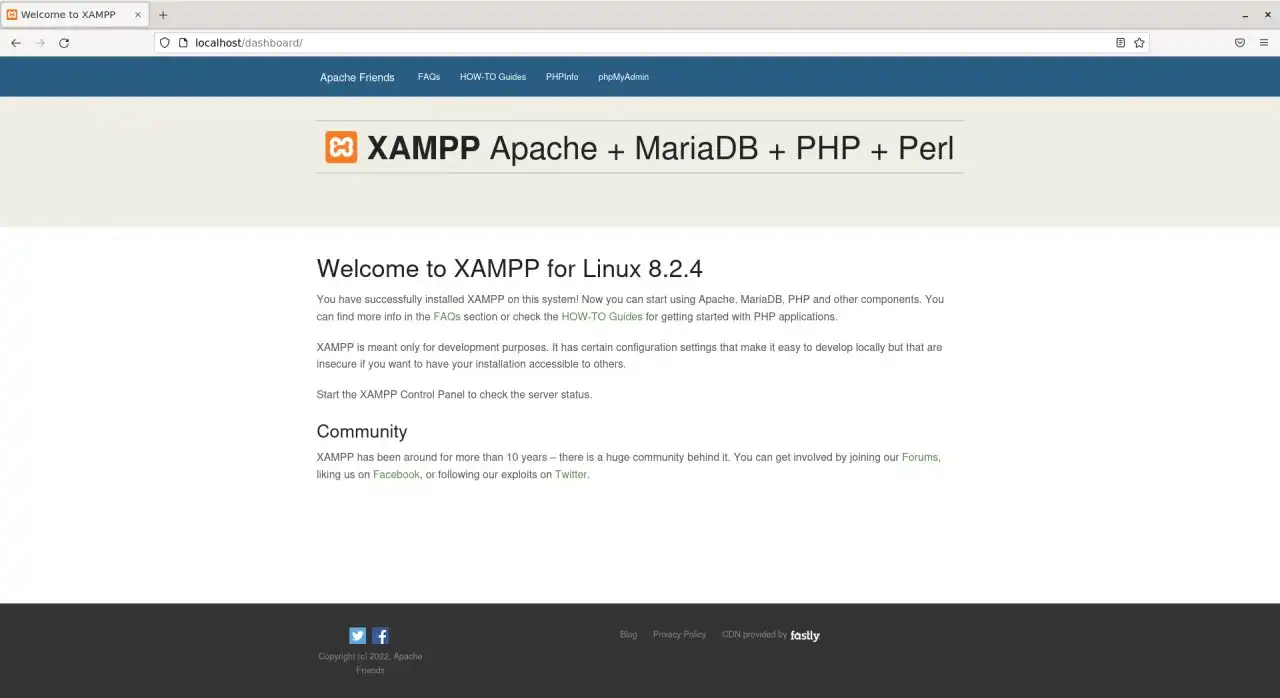 Welcome to XAMPP
localhost/dashboard/
Apache Friends FAQs HOW-TO Guides PHPInfo phpMyAdmin
XAMPP Apache + MariaDB + PHP + Perl
Welcome to XAMPP for Linux 8.2.4
You have successfully installed XAMPP on this system! Now you can start using Apache, MariaDB, PHP and other components. You
can find more info in the FAQs section or check the HOW-TO Guides for getting started with PHP applications.
XAMPP is meant only for development purposes. It has certain configuration settings that make it easy to develop locally but that are
insecure if you want to have your installation accessible to others.
Start the XAMPP Control Panel to check the server status.
Community
XAMPP has been around for more than 10 years – there is a huge community behind it. You can get involved by joining our Forums,
liking us on Facebook, or following our exploits on Twitter.
Blog Privacy Policy CDN provided by fastly
Copyright (c) 2022, Apache
Friends